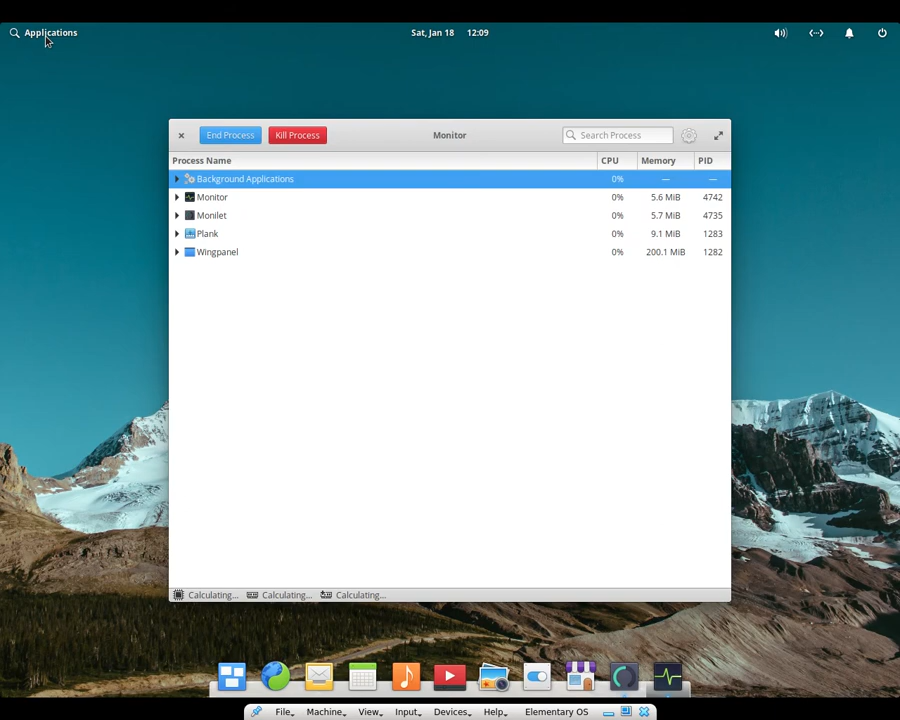 Applications
Sat, Jan 18 12:09
End Process Kill Process Monitor Search Process
Process Name CPU Memory PID
Background Applications 0% — —
Monitor 0% 5.6 MiB 4742
Monilet 0% 5.7 MiB 4735
Plank 0% 9.1 MiB 1283
Wingpanel 0% 200.1 MiB 1282
Calculating... Calculating... Calculating...
File Machine View Input Devices Help Elementary OS